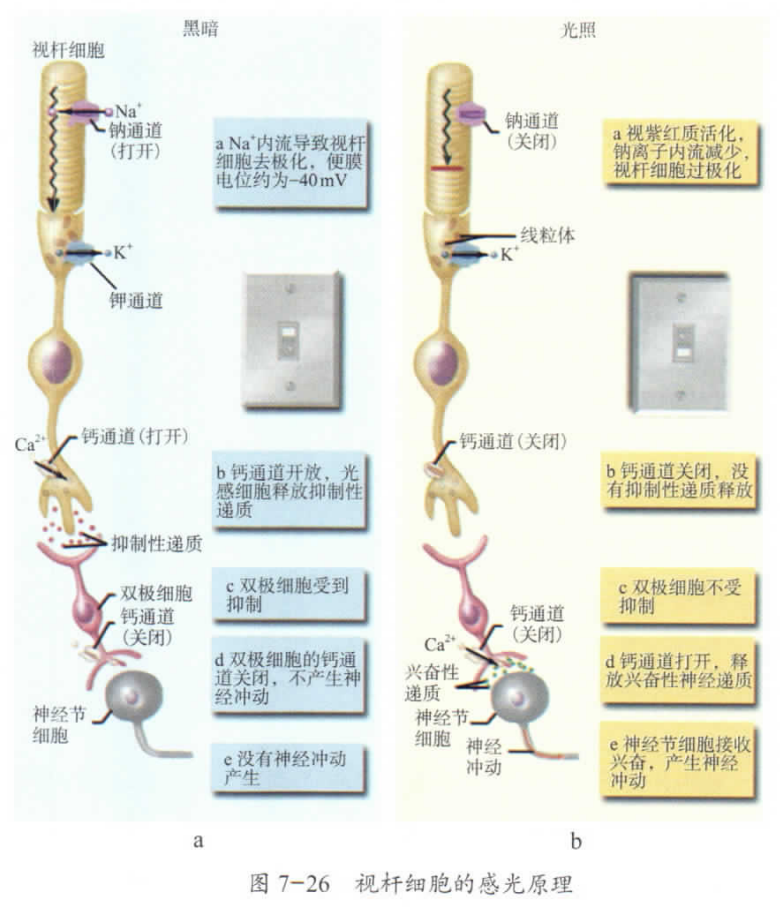 黑暗
视杆细胞
Na⁺
钠通道
(打开)
a Na⁺内流导致视杆
细胞去极化，使膜
电位约为-40mV
K⁺
钾通道
Ca²⁺
钙通道(打开)
b 钙通道开放，光
感细胞释放抑制性
递质
抑制性递质
双极细胞
钙通道
(关闭)
c 双极细胞受到
抑制
d 双极细胞的钙通
道关闭，不产生神
经冲动
神经节
细胞
e 没有神经冲动
产生
a
光照
钠通道
(关闭)
a 视紫红质活化，
钠离子内流减少，
视杆细胞过极化
线粒体
K⁺
钙通道(关闭)
b 钙通道关闭，没
有抑制性递质释放
c 双极细胞不受
抑制
钙通道
(关闭)
Ca²⁺
兴奋性
递质
d 钙通道打开，释
放兴奋性神经递质
神经节
细胞
神经
冲动
e 神经节细胞接收
兴奋，产生神经
冲动
b
图 7-26 视杆细胞的感光原理